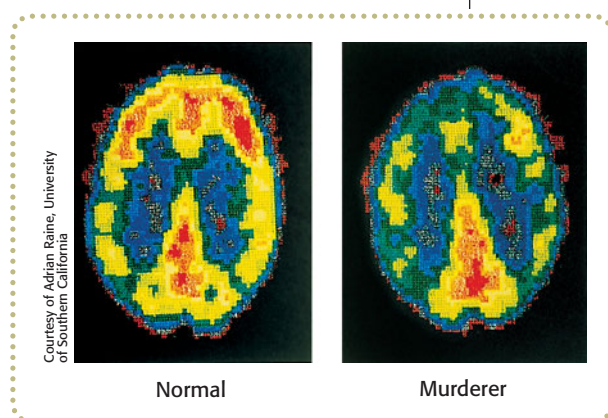 Courtesy of Adrian Raine, University
of Southern California
Normal
Murderer